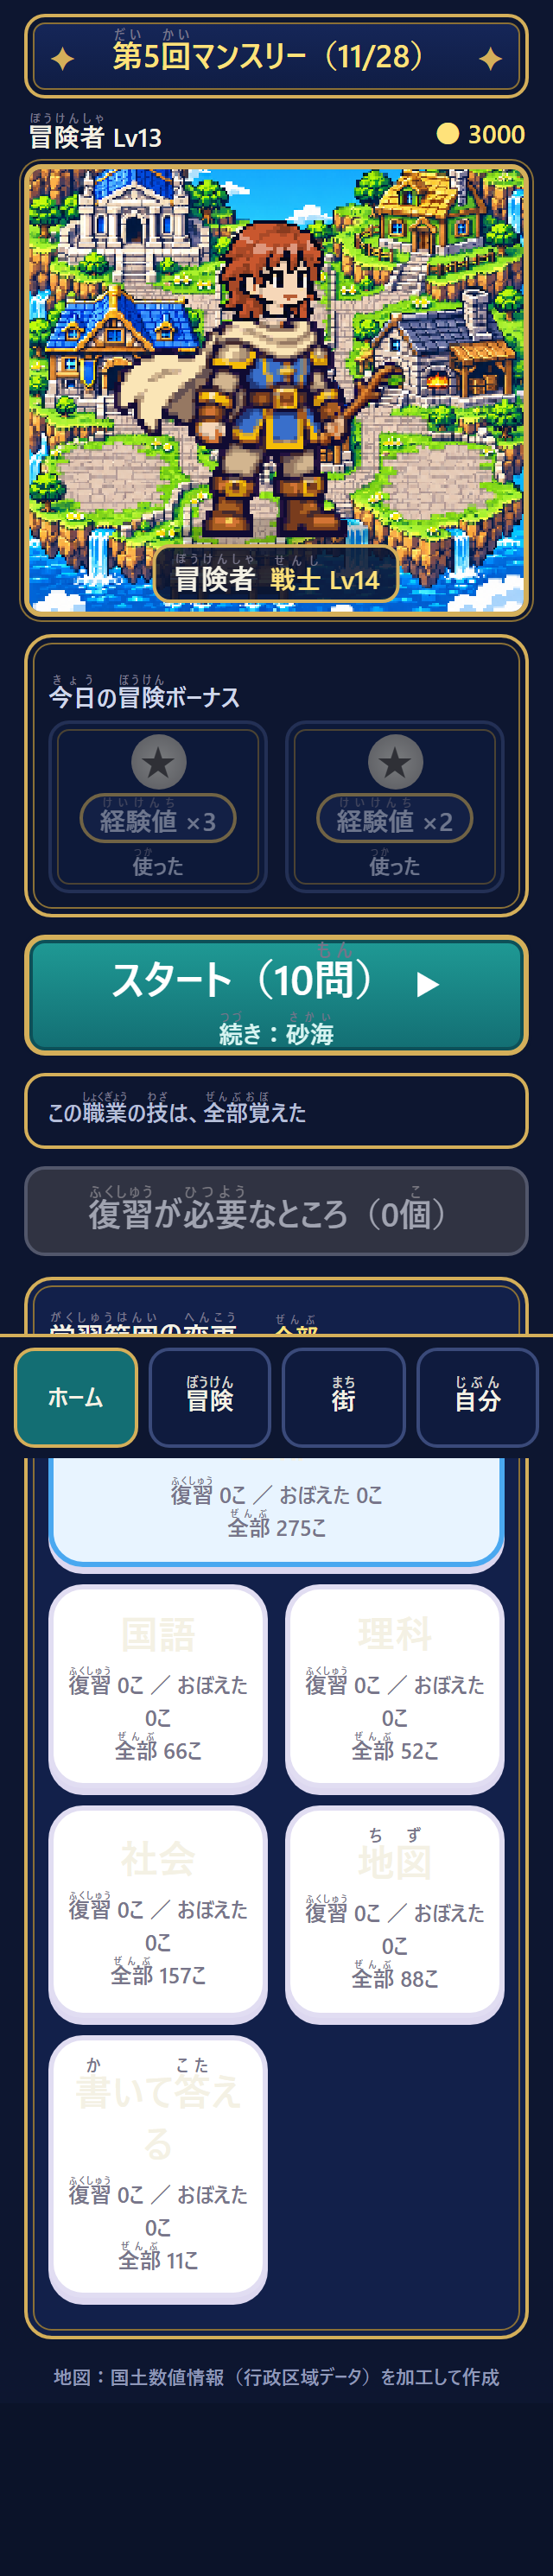 第5回マンスリー（11/28）
冒険者 Lv13
3000
冒険者 戦士 Lv14
今日の冒険ボーナス
経験値 ×3
使った
経験値 ×2
使った
スタート（10問） ▶
続き：砂海
この職業の技は、全部覚えた
復習が必要なところ（0個）
学習範囲の変更 全部
ホーム
冒険
街
自分
復習 0こ ／ おぼえた 0こ
全部 275こ
国語
復習 0こ ／ おぼえた
0こ
全部 66こ
理科
復習 0こ ／ おぼえた
0こ
全部 52こ
社会
復習 0こ ／ おぼえた
0こ
全部 157こ
地図
復習 0こ ／ おぼえた
0こ
全部 88こ
書いて答え
る
復習 0こ ／ おぼえた
0こ
全部 11こ
地図：国土数値情報（行政区域データ）を加工して作成